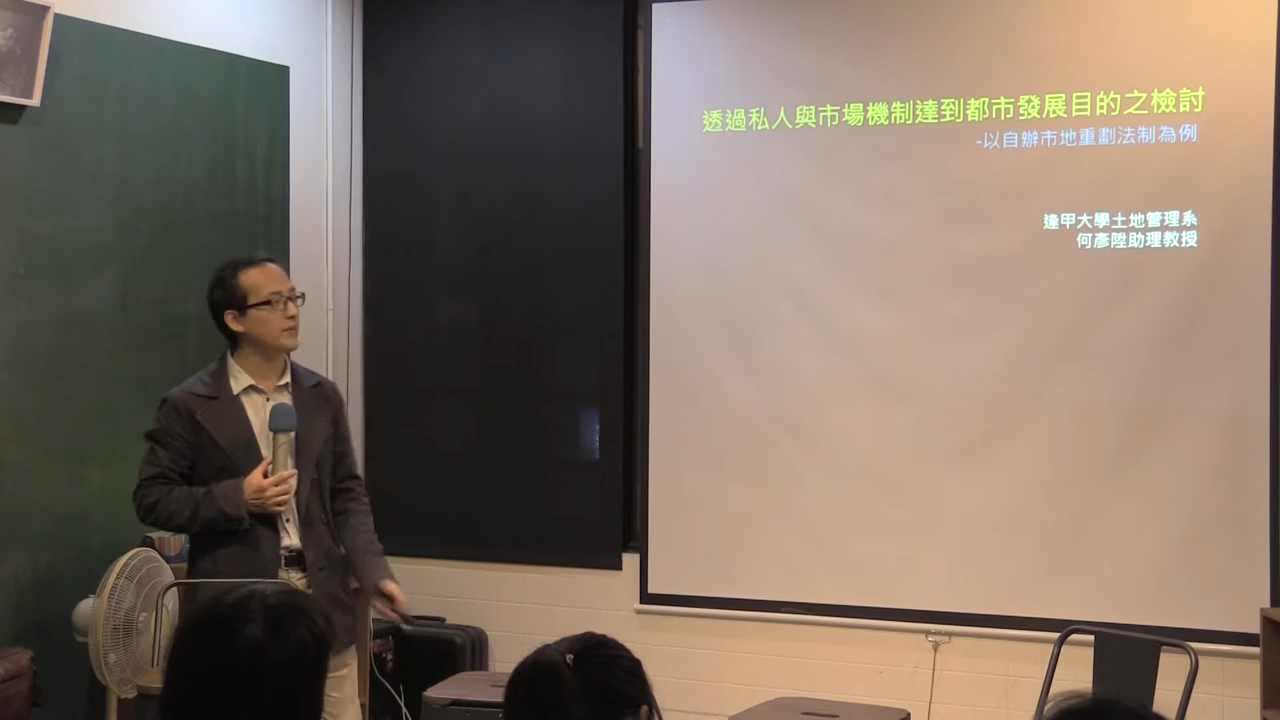 透過私人與市場機制達到都市發展目的之檢討
-以自辦市地重劃法制為例
逢甲大學土地管理系
何彥陞助理教授